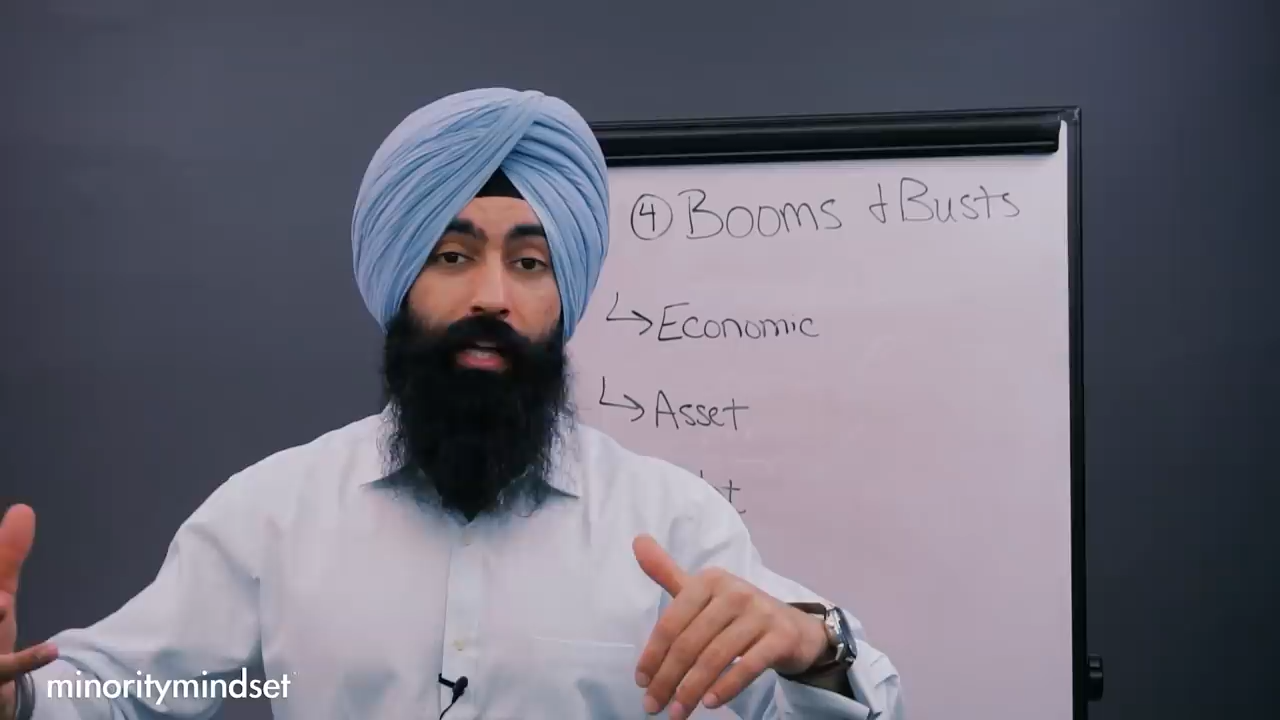 ④ Booms & Busts
↳ Economic
↳ Asset
minoritymindset